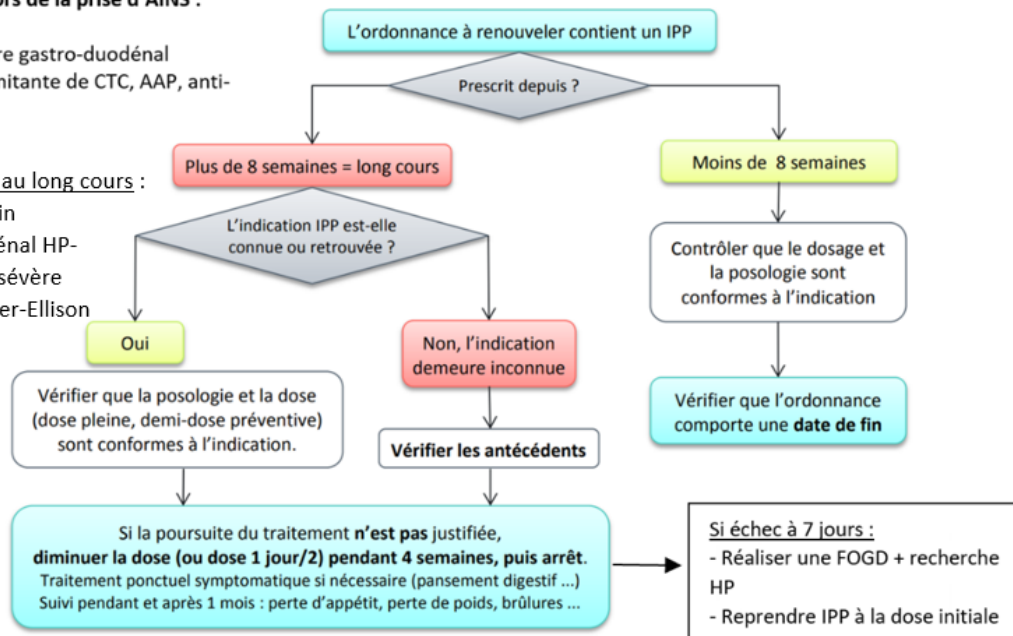 ors de la prise d'AINS :
re gastro-duodénal
mitante de CTC, AAP, anti-
au long cours :
in
énal HP-
sévère
er-Ellison
L'ordonnance à renouveler contient un IPP
Prescrit depuis ?
Plus de 8 semaines = long cours
Moins de 8 semaines
L'indication IPP est-elle
connue ou retrouvée ?
Contrôler que le dosage et
la posologie sont
conformes à l'indication
Oui
Non, l'indication
demeure inconnue
Vérifier que la posologie et la dose
(dose pleine, demi-dose préventive)
sont conformes à l'indication.
Vérifier les antécédents
Vérifier que l'ordonnance
comporte une date de fin
Si la poursuite du traitement n'est pas justifiée,
diminuer la dose (ou dose 1 jour/2) pendant 4 semaines, puis arrêt.
Traitement ponctuel symptomatique si nécessaire (pansement digestif ...)
Suivi pendant et après 1 mois : perte d'appétit, perte de poids, brûlures ...
Si échec à 7 jours :
- Réaliser une FOGD + recherche
HP
- Reprendre IPP à la dose initiale